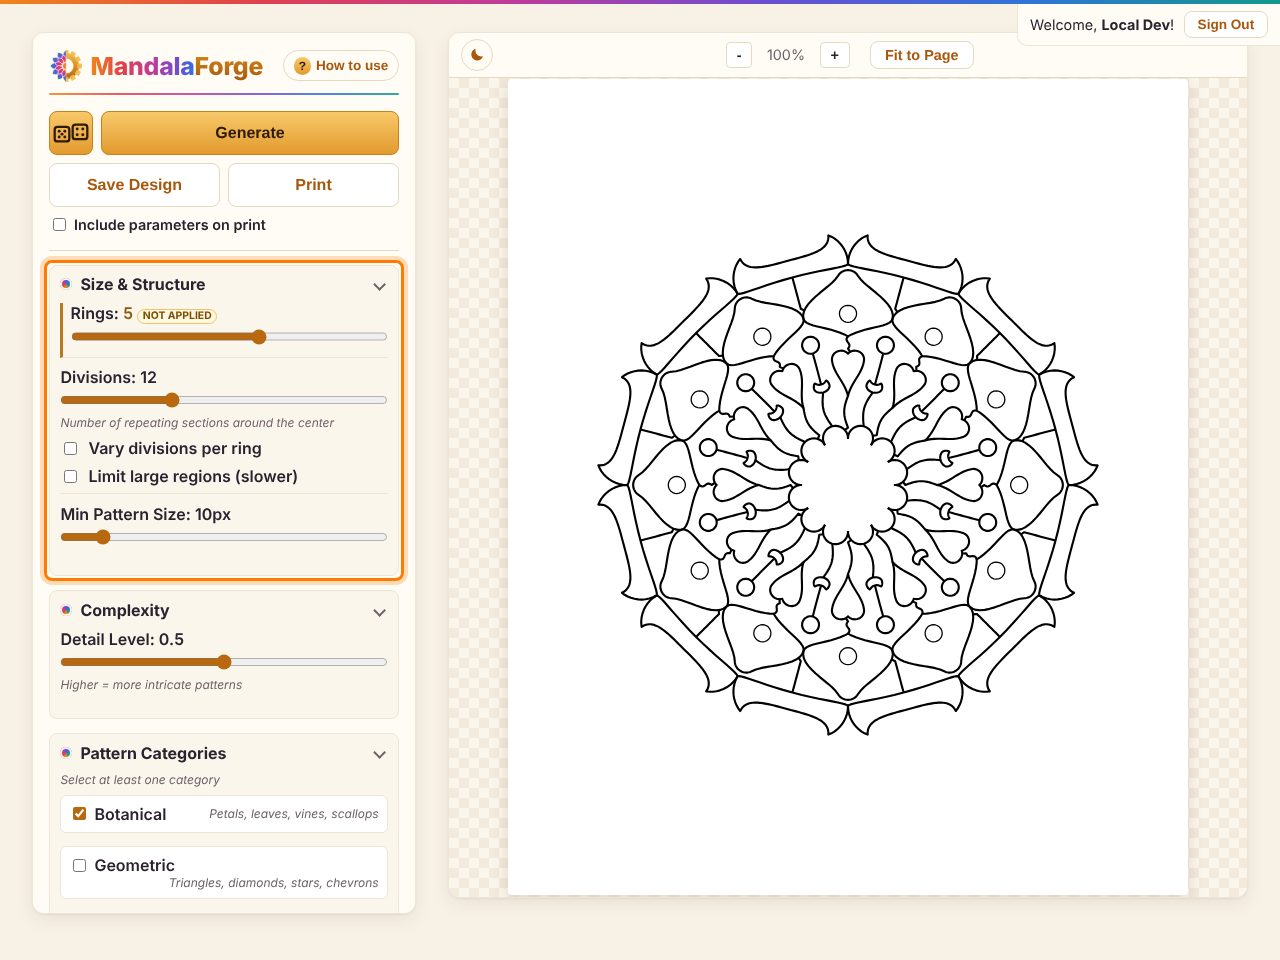 Welcome, Local Dev!
Sign Out
MandalaForge
? How to use
Generate
Save Design
Print
Include parameters on print
Size & Structure
Rings: 5 NOT APPLIED
Divisions: 12
Number of repeating sections around the center
Vary divisions per ring
Limit large regions (slower)
Min Pattern Size: 10px
Complexity
Detail Level: 0.5
Higher = more intricate patterns
Pattern Categories
Select at least one category
Botanical
Petals, leaves, vines, scallops
Geometric
Triangles, diamonds, stars, chevrons
- 100% +
Fit to Page